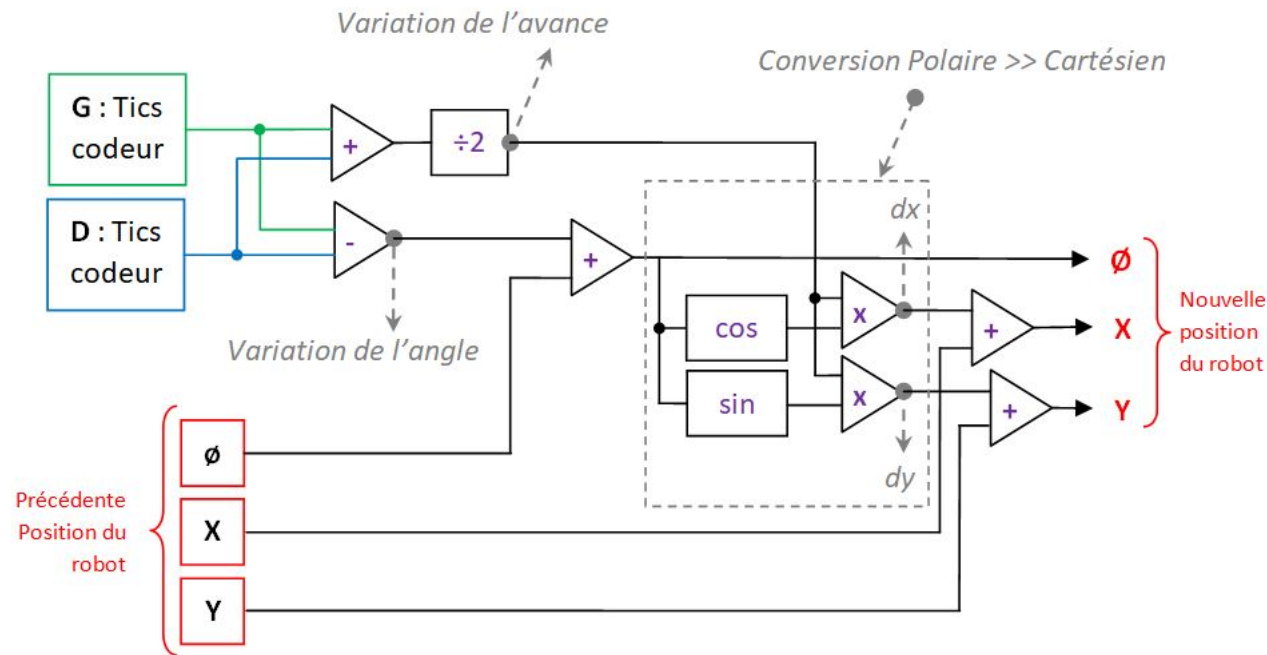 Variation de l'avance
Conversion Polaire >> Cartésien
G : Tics
codeur
+
÷2
D : Tics
codeur
-
+
dx
Ø
Variation de l'angle
cos
x
+
X
Nouvelle
position
du robot
sin
x
+
Y
dy
ø
Précédente
Position du
robot
X
Y